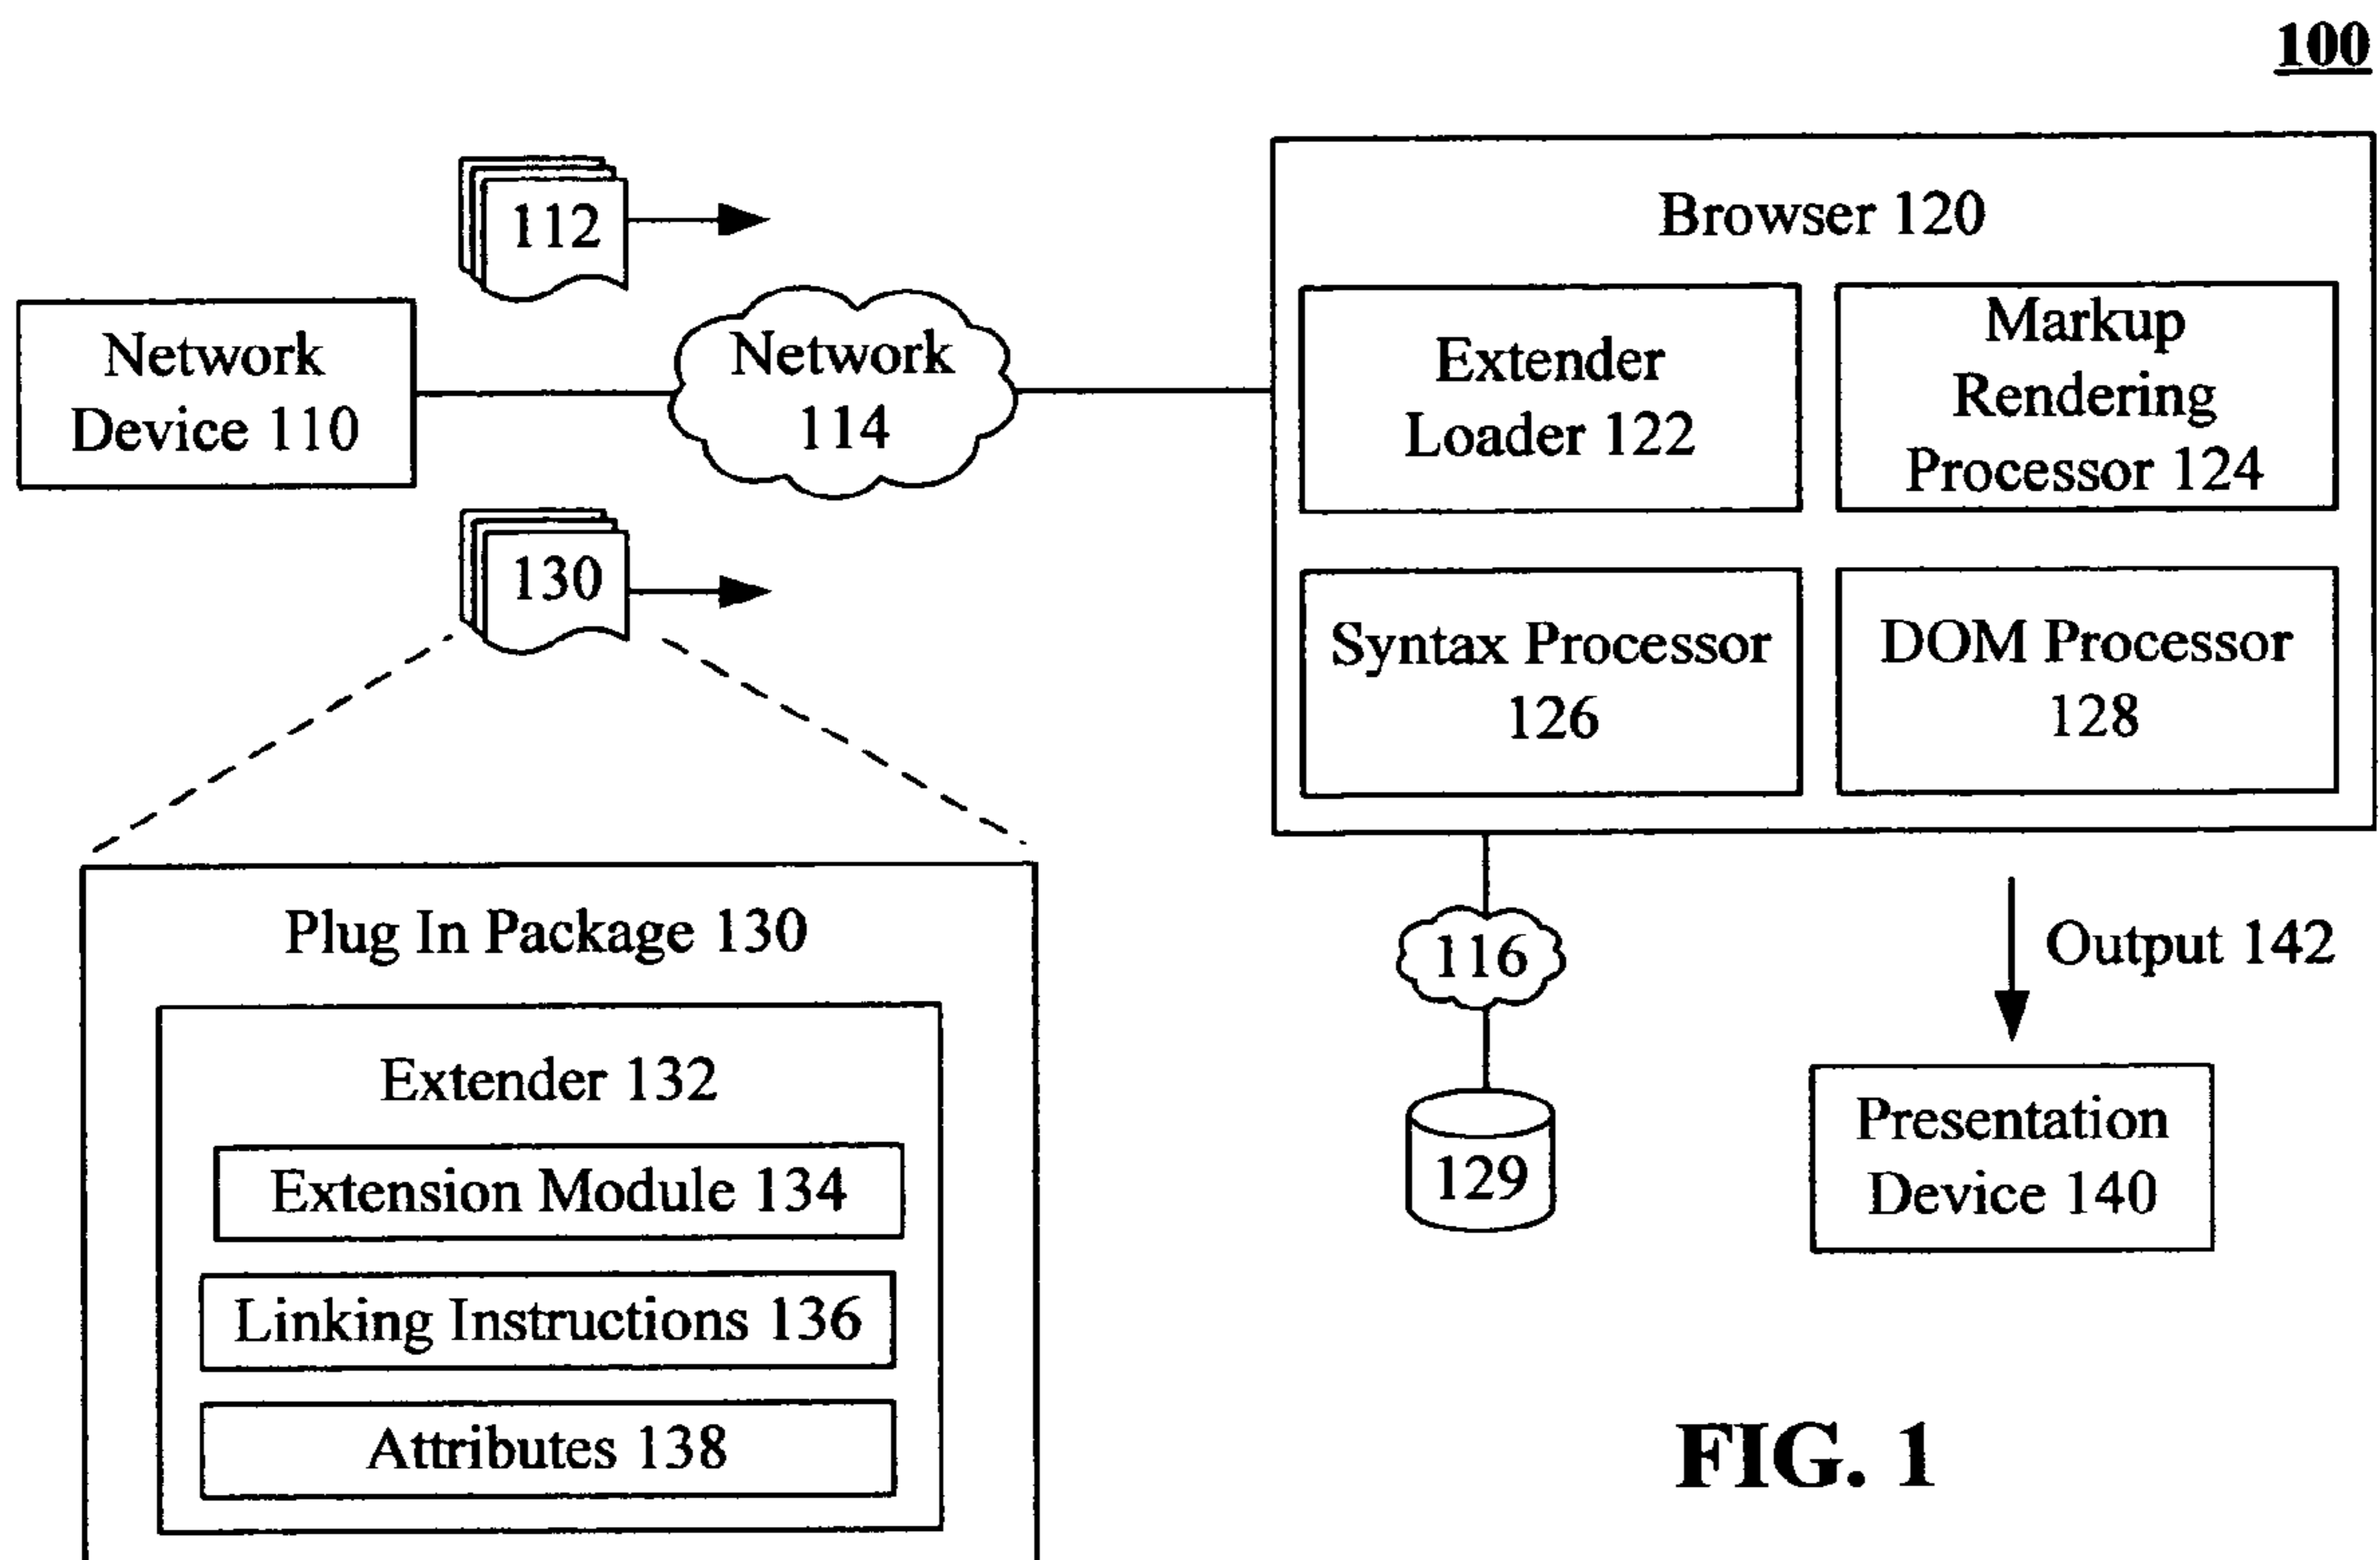 100
112
Network
Device 110
Network
114
130
Browser 120
Extender
Loader 122
Markup
Rendering
Processor 124
Syntax Processor
126
DOM Processor
128
Plug In Package 130
Extender 132
Extension Module 134
Linking Instructions 136
Attributes 138
116
129
Output 142
Presentation
Device 140
FIG. 1